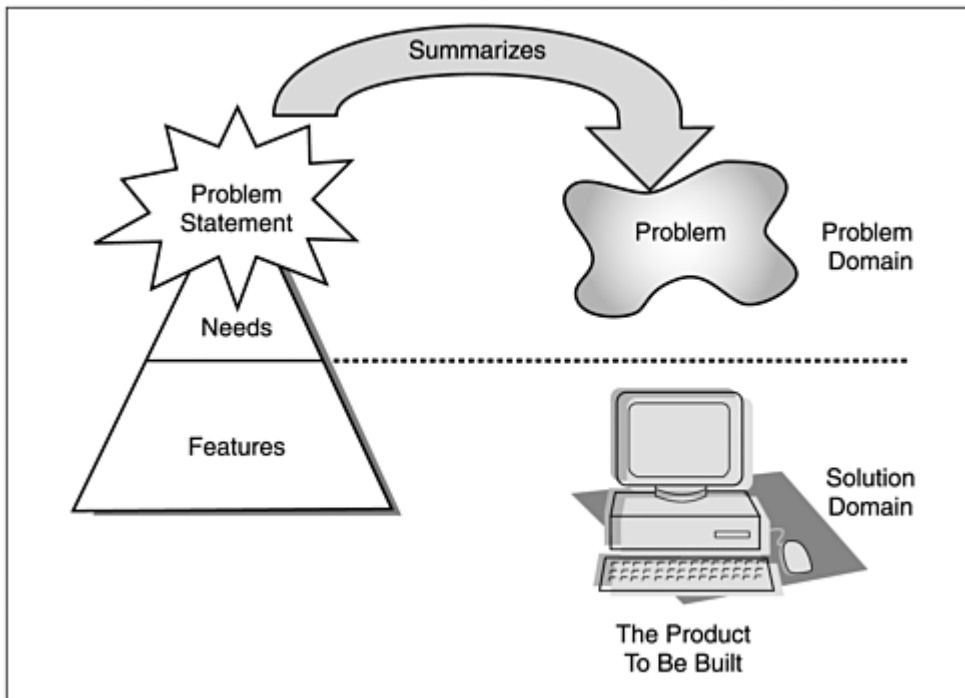 Summarizes
Problem
Statement
Problem
Problem
Domain
Needs
Features
Solution
Domain
The Product
To Be Built